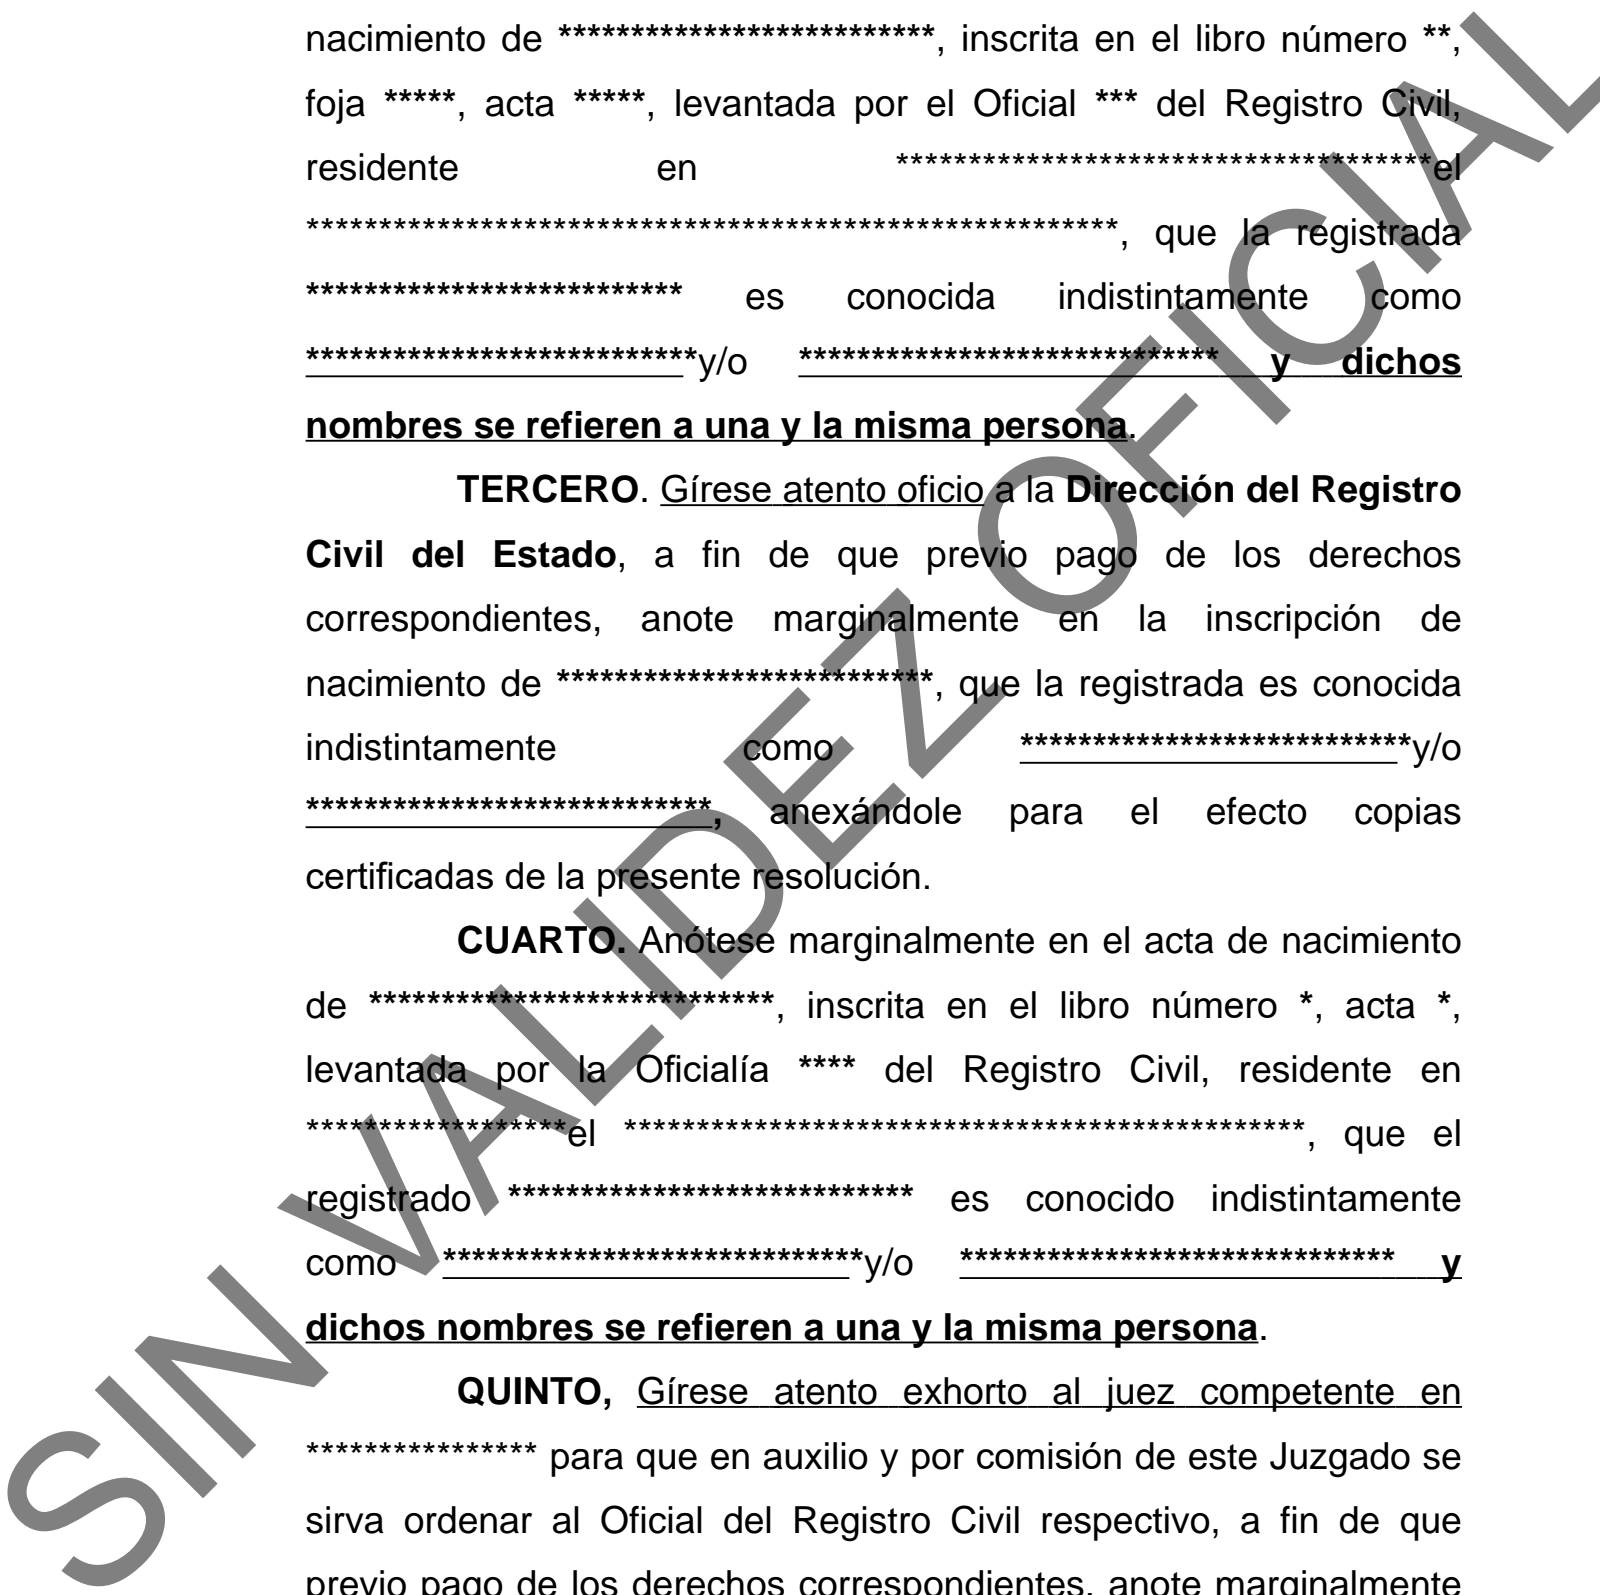 nacimiento de **************************, inscrita en el libro número **,
foja *****, acta *****, levantada por el Oficial *** del Registro Civil,
residente en *************************************el
********************************************************, que la registrada
************************** es conocida indistintamente como
***************************y/o ***************************** y dichos
nombres se refieren a una y la misma persona.
TERCERO. Gírese atento oficio a la Dirección del Registro
Civil del Estado, a fin de que previo pago de los derechos
correspondientes, anote marginalmente en la inscripción de
nacimiento de **************************, que la registrada es conocida
indistintamente como ***************************y/o
****************************, anexándole para el efecto copias
certificadas de la presente resolución.
CUARTO. Anótese marginalmente en el acta de nacimiento
de ****************************, inscrita en el libro número *, acta *,
levantada por la Oficialía **** del Registro Civil, residente en
******************el ***********************************************, que el
registrado **************************** es conocido indistintamente
como *****************************y/o ****************************** y
dichos nombres se refieren a una y la misma persona.
QUINTO, Gírese atento exhorto al juez competente en
**************** para que en auxilio y por comisión de este Juzgado se
sirva ordenar al Oficial del Registro Civil respectivo, a fin de que
previo pago de los derechos correspondientes, anote marginalmente
SIN VALIDEZ OFICIAL